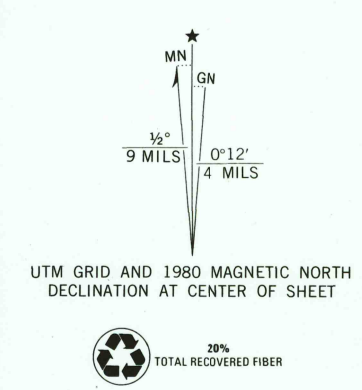 MN
GN
½°
9 MILS
0°12′
4 MILS
UTM GRID AND 1980 MAGNETIC NORTH
DECLINATION AT CENTER OF SHEET
20%
TOTAL RECOVERED FIBER